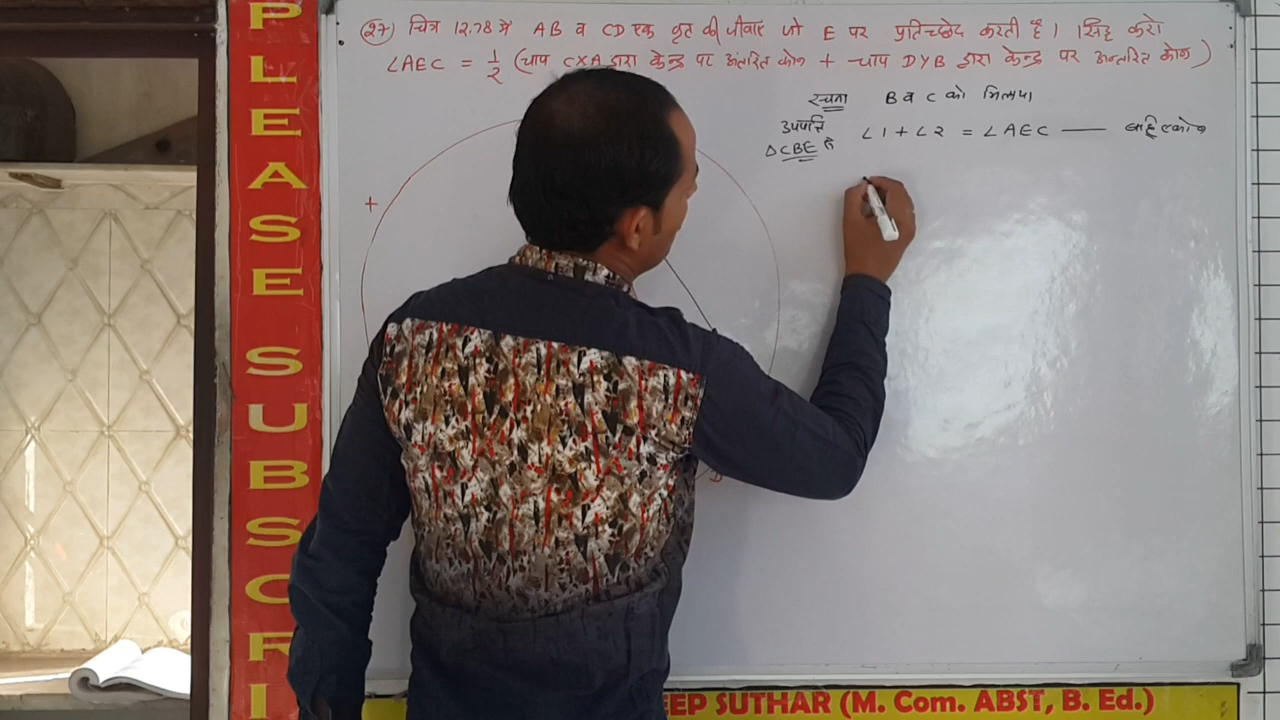 PLEASE SUBSCRI
27) चित्र 12.78 में AB व CD एक वृत की जीवाए जो E पर प्रतिच्छेद करती है। सिद्ध करो
∠AEC = 1/2 (चाप CXA द्वारा केन्द्र पर अंतरित कोण + चाप DYB द्वारा केन्द्र पर अन्तरित कोण)
रचना B व C को मिलाया
उपपत्ति ∠1 + ∠2 = ∠AEC —
△CBE में
EEP SUTHAR (M. Com. ABST, B. Ed.)